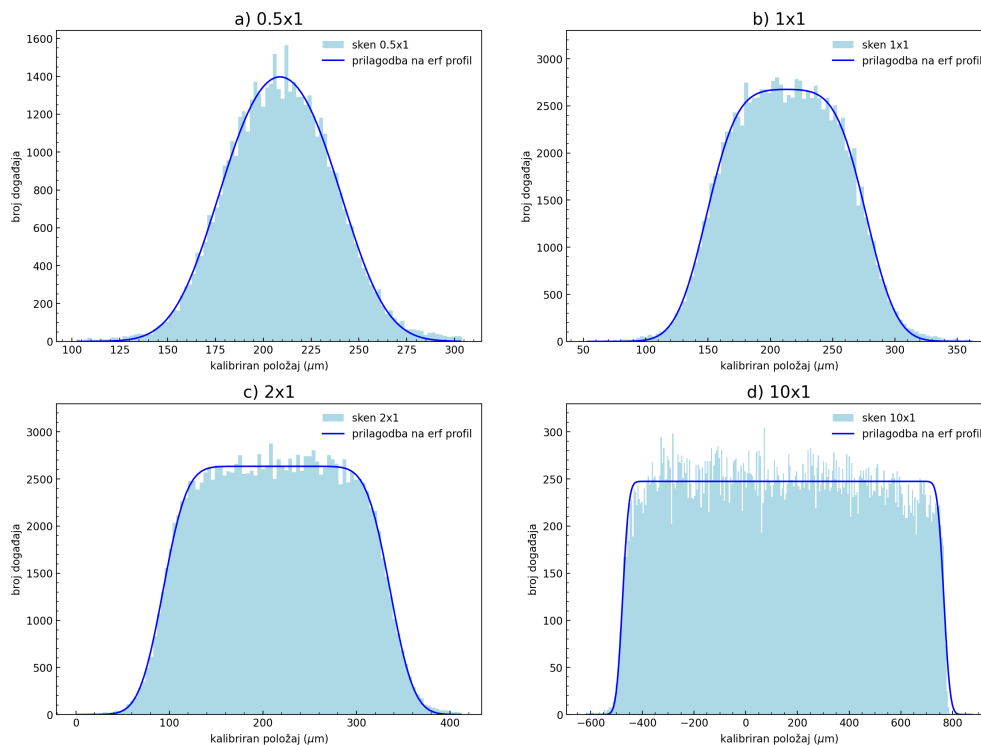 a) 0.5x1
1600
1400
1200
1000
800
600
400
200
0
100
125
150
175
200
225
250
275
300
broj događaja
kalibriran položaj (μm)
sken 0.5x1
prilagodba na erf profil
b) 1x1
3000
2500
2000
1500
1000
500
0
50
100
150
200
250
300
350
broj događaja
kalibriran položaj (μm)
sken 1x1
prilagodba na erf profil
c) 2x1
3000
2500
2000
1500
1000
500
0
0
100
200
300
400
broj događaja
kalibriran položaj (μm)
sken 2x1
prilagodba na erf profil
d) 10x1
300
250
200
150
100
50
0
−600
−400
−200
0
200
400
600
800
broj događaja
kalibriran položaj (μm)
sken 10x1
prilagodba na erf profil